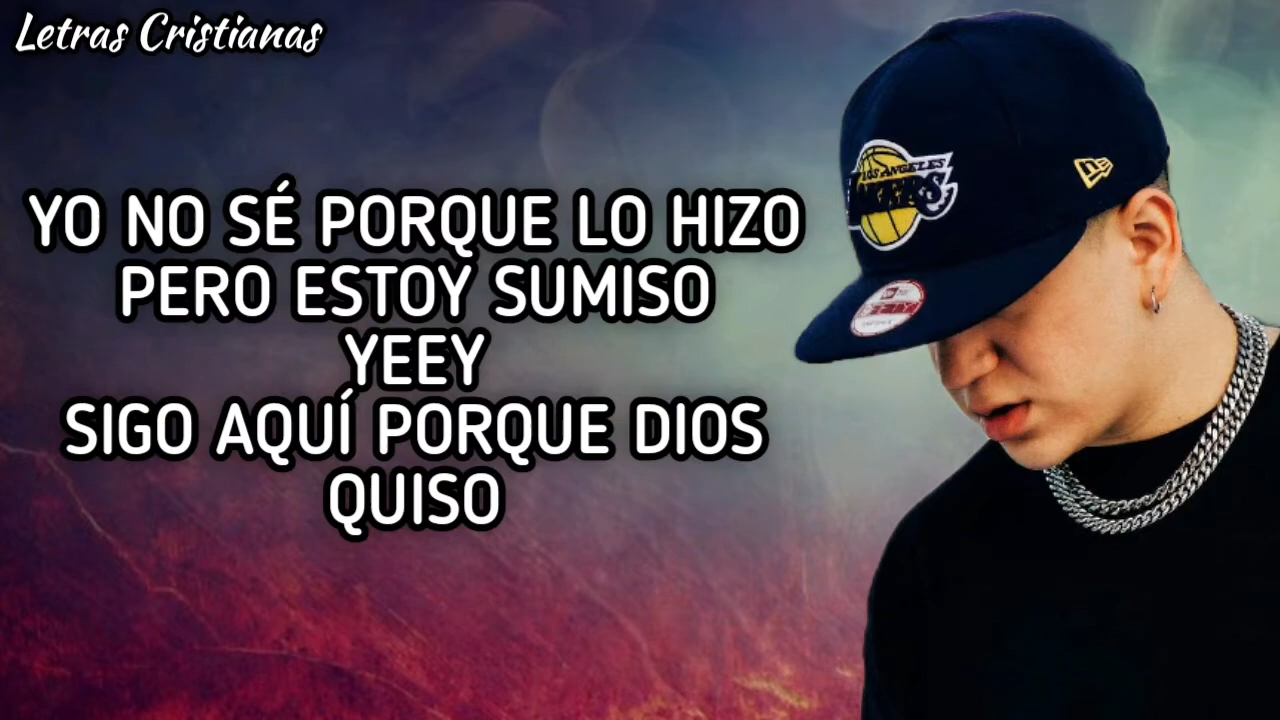 Letras Cristianas
YO NO SÉ PORQUE LO HIZO
PERO ESTOY SUMISO
YEEY
SIGO AQUÍ PORQUE DIOS
QUISO
LOS ANGELES
LAKERS